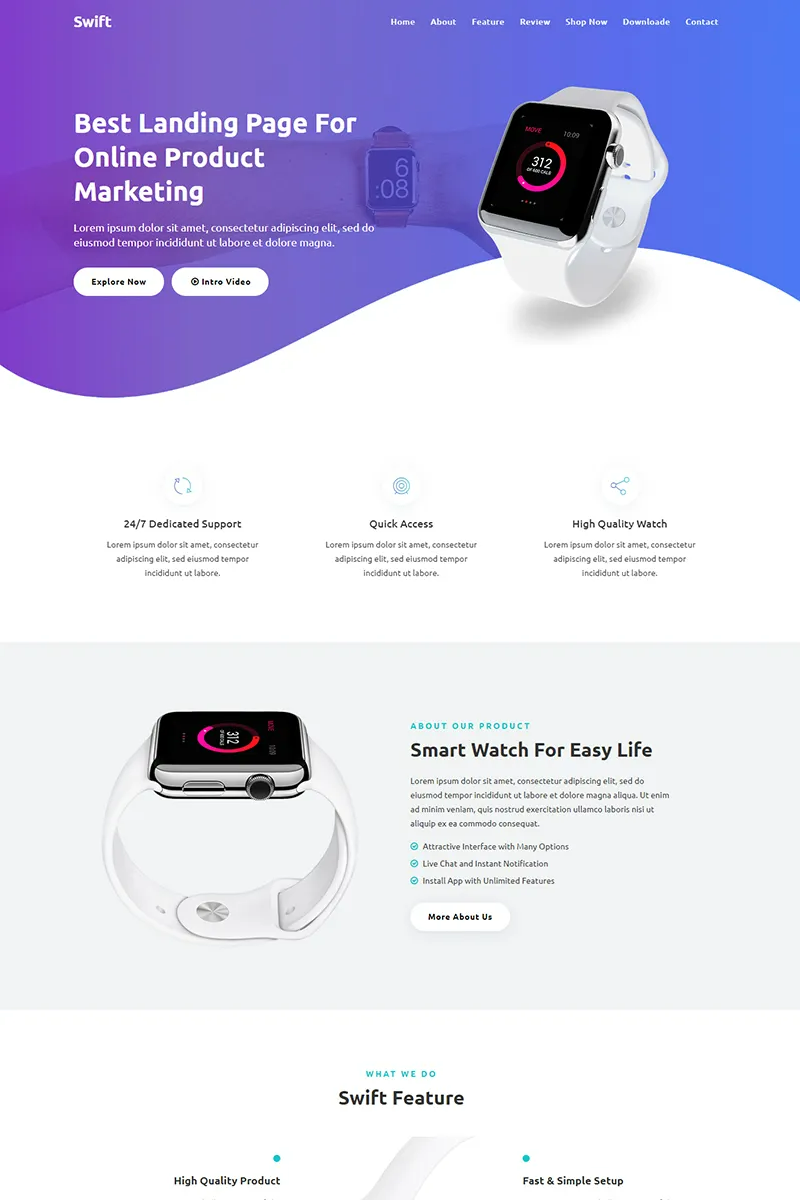 Swift
Home About Feature Review Shop Now Downloade Contact
Best Landing Page For
Online Product
Marketing
Lorem ipsum dolor sit amet, consectetur adipiscing elit, sed do
eiusmod tempor incididunt ut labore et dolore magna.
Explore Now
Intro Video
6
:08
MOVE
10:09
312
OF 600 CALS
24/7 Dedicated Support
Lorem ipsum dolor sit amet, consectetur
adipiscing elit, sed eiusmod tempor
incididunt ut labore.
Quick Access
Lorem ipsum dolor sit amet, consectetur
adipiscing elit, sed eiusmod tempor
incididunt ut labore.
High Quality Watch
Lorem ipsum dolor sit amet, consectetur
adipiscing elit, sed eiusmod tempor
incididunt ut labore.
MOVE
10:09
312
OF 600 CALS
ABOUT OUR PRODUCT
Smart Watch For Easy Life
Lorem ipsum dolor sit amet, consectetur adipiscing elit, sed do
eiusmod tempor incididunt ut labore et dolore magna aliqua. Ut enim
ad minim veniam, quis nostrud exercitation ullamco laboris nisi ut
aliquip ex ea commodo consequat.
Attractive Interface with Many Options
Live Chat and Instant Notification
Install App with Unlimited Features
More About Us
WHAT WE DO
Swift Feature
High Quality Product
Fast & Simple Setup